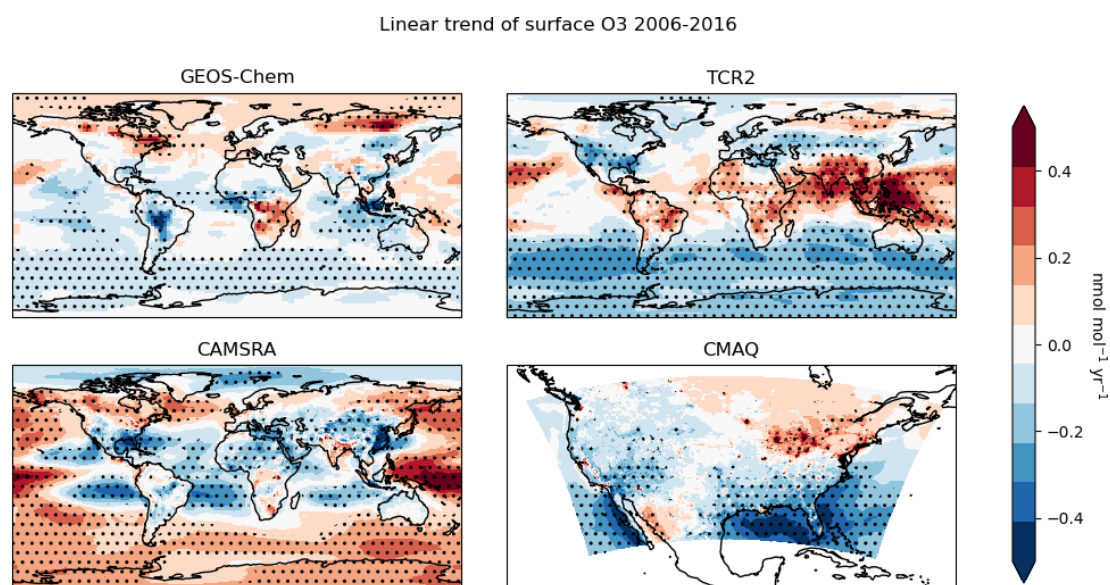 Linear trend of surface O3 2006-2016
GEOS-Chem
TCR2
CAMSRA
CMAQ
0.4
0.2
0.0
−0.2
−0.4
nmol mol⁻¹ yr⁻¹